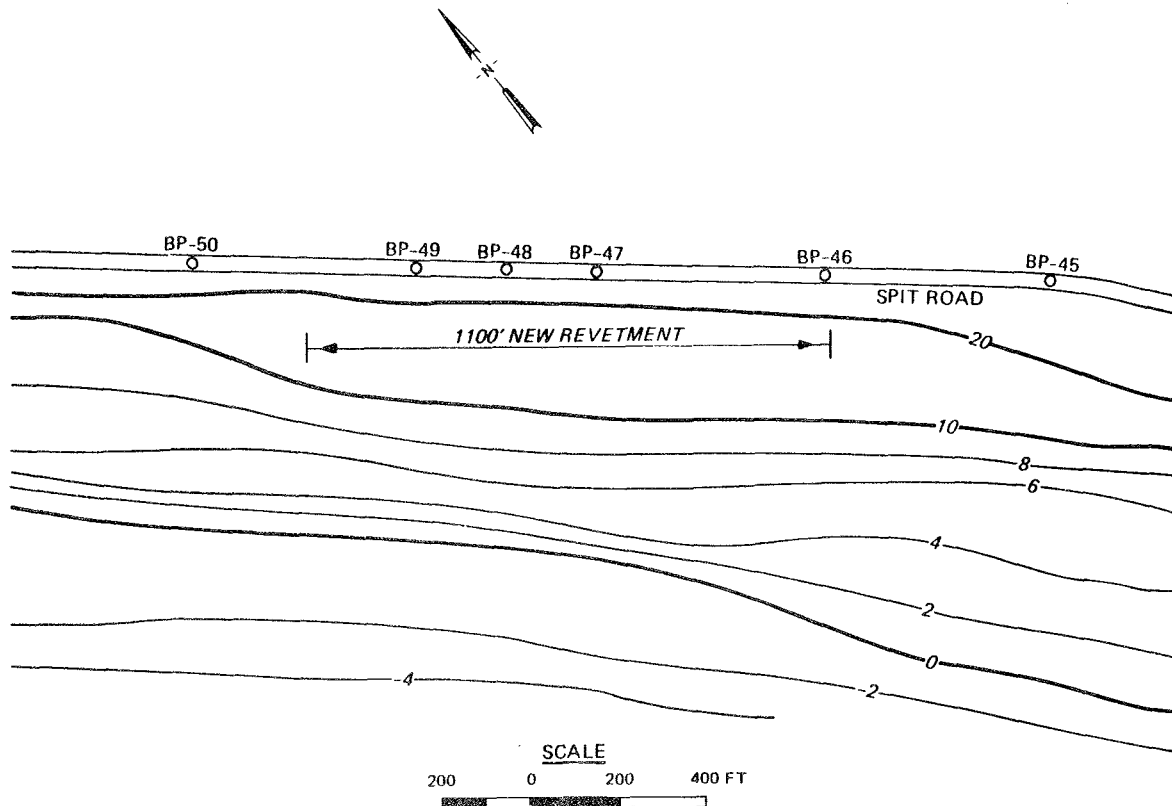 N
BP-50
BP-49
BP-48
BP-47
BP-46
BP-45
SPIT ROAD
1100' NEW REVETMENT
20
10
8
6
4
2
0
-2
-4
SCALE
200 0 200 400 FT